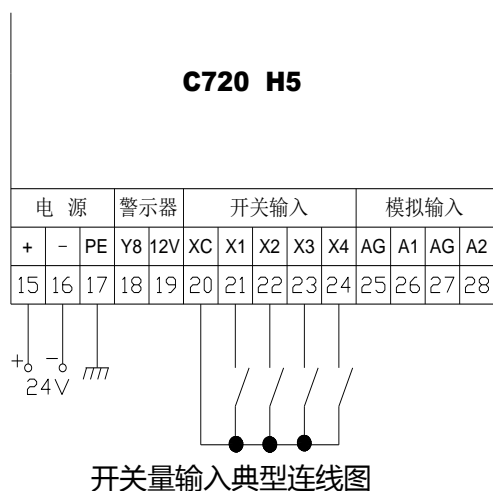 C720 H5
电 源 警示器 开关输入 模拟输入
+ - PE Y8 12V XC X1 X2 X3 X4 AG A1 AG A2
15 16 17 18 19 20 21 22 23 24 25 26 27 28
+ -
24V
开关量输入典型连线图